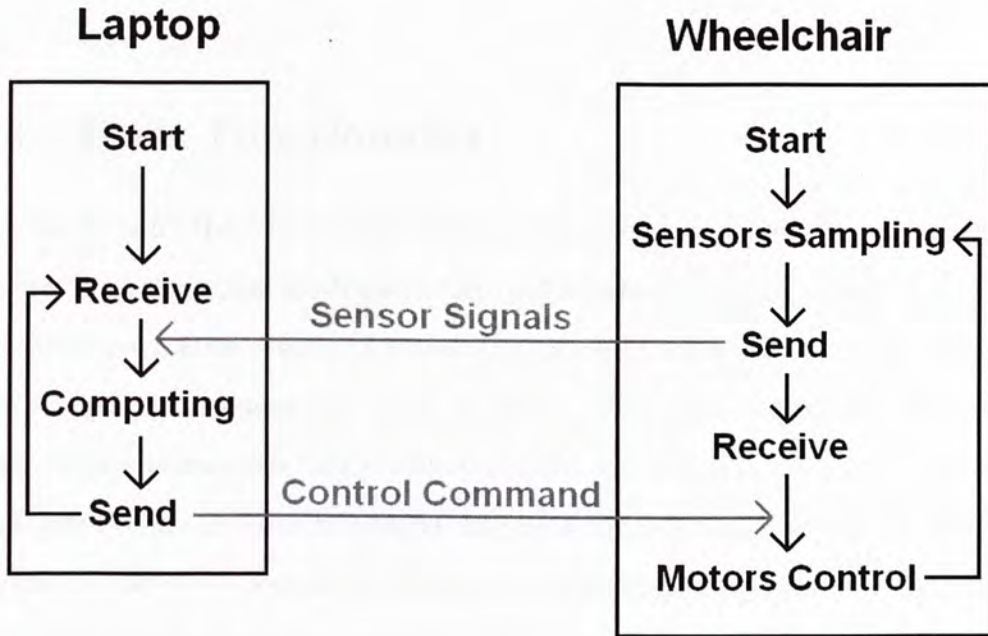 Laptop
Start
Receive
Computing
Send
Sensor Signals
Control Command
Wheelchair
Start
Sensors Sampling
Send
Receive
Motors Control